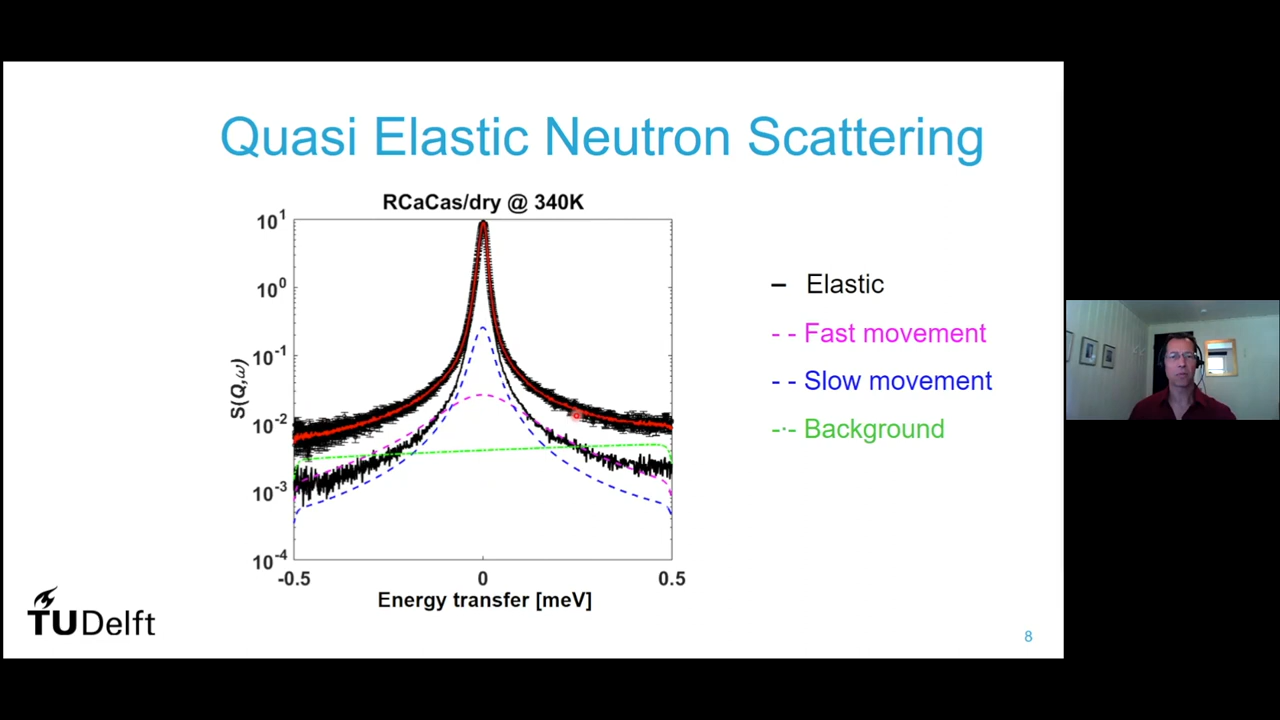 Quasi Elastic Neutron Scattering
RCaCas/dry @ 340K
10^1
10^0
10^-1
10^-2
10^-3
10^-4
S(Q,ω)
-0.5
0
0.5
Energy transfer [meV]
– Elastic
- - Fast movement
- - Slow movement
-·- Background
TU Delft
8